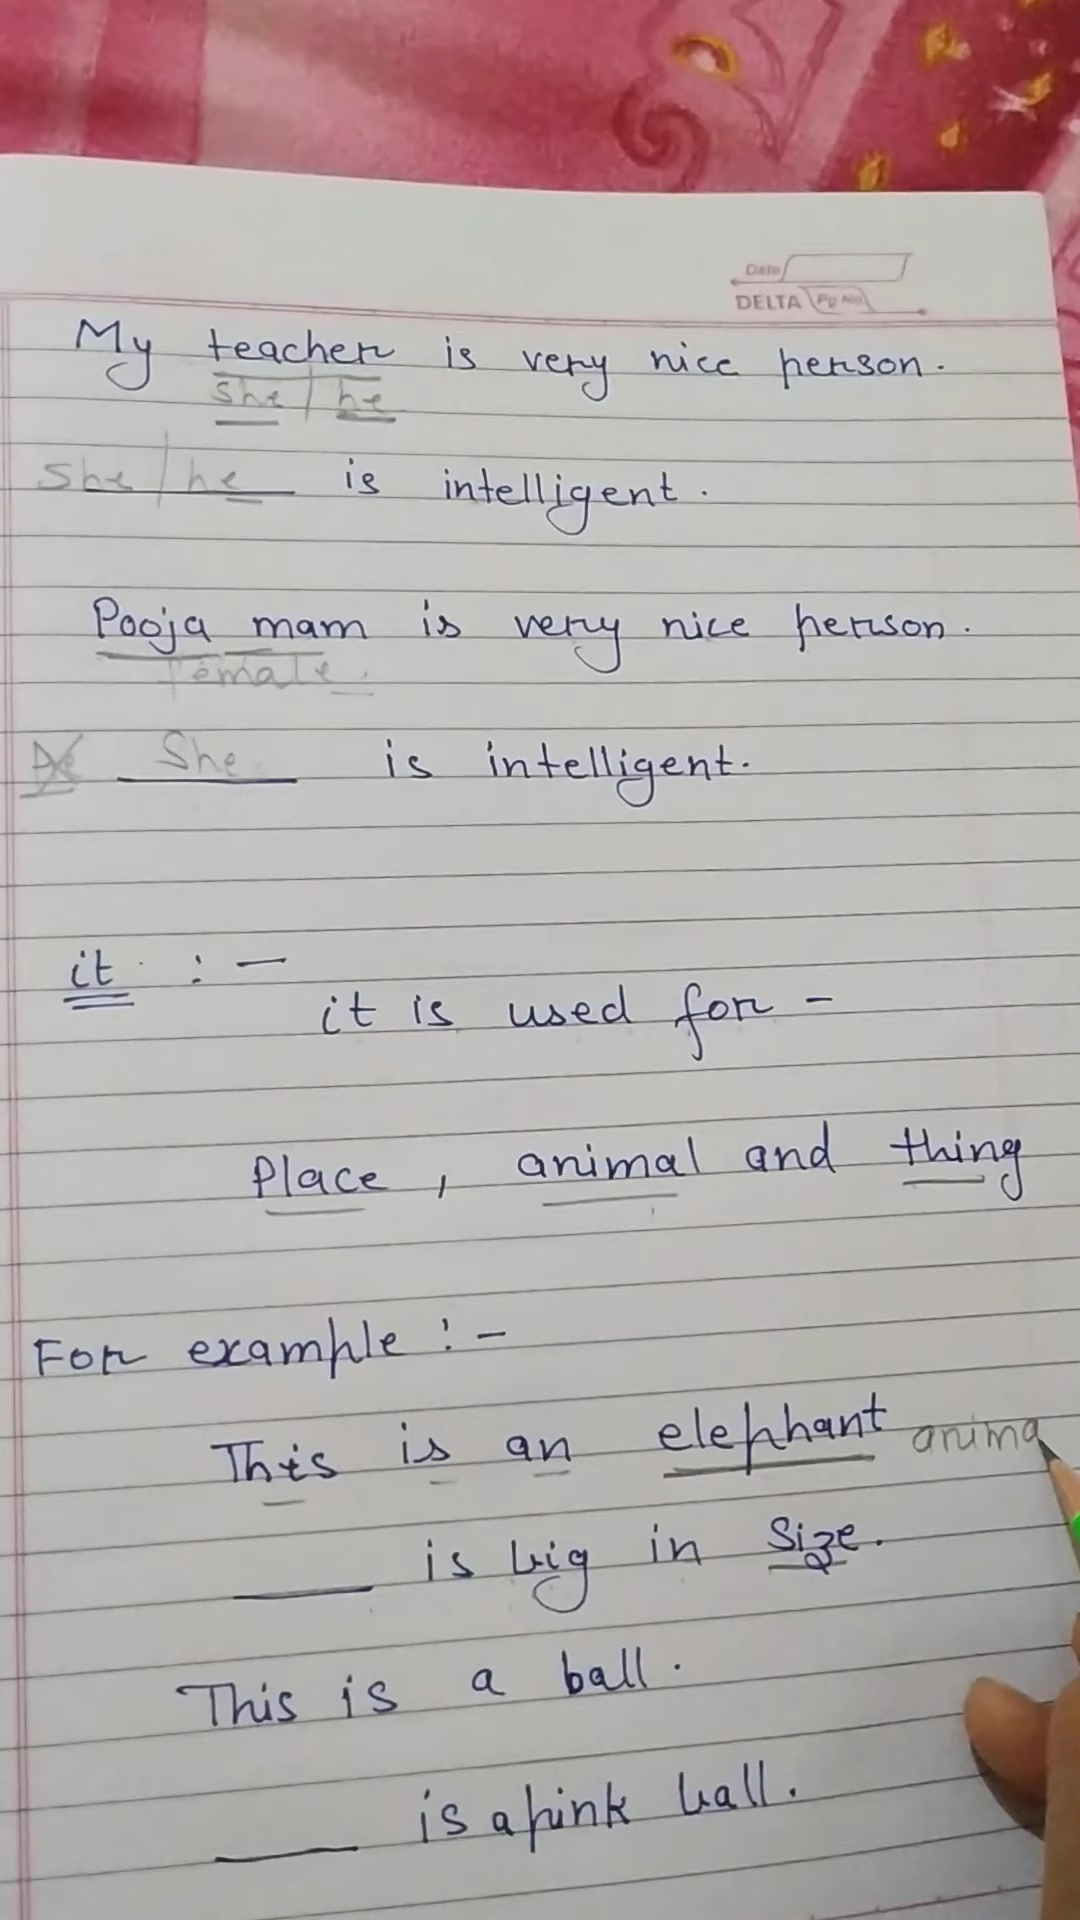 Date
DELTA Pg No.
My teacher is very nice person.
She / he
She / he is intelligent.
Pooja mam is very nice person.
female
She is intelligent.
it :-
it is used for -
Place, animal and thing
For example :-
This is an elephant anima
___ is big in size.
This is a ball.
___ is a pink ball.